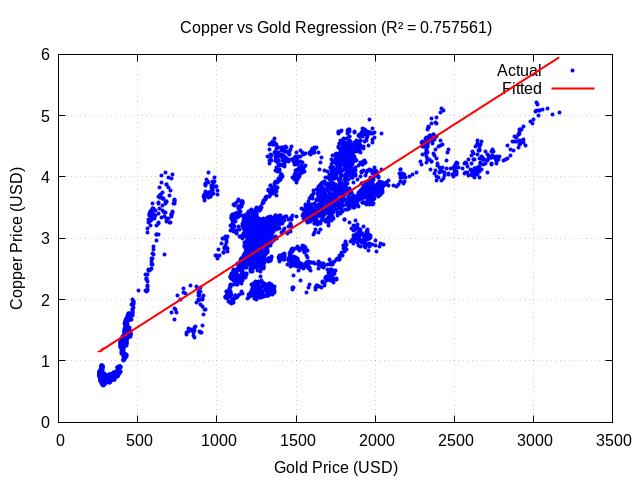 Copper vs Gold Regression (R² = 0.757561)
Actual
Fitted
6
5
4
3
2
1
0
Copper Price (USD)
0 500 1000 1500 2000 2500 3000 3500
Gold Price (USD)